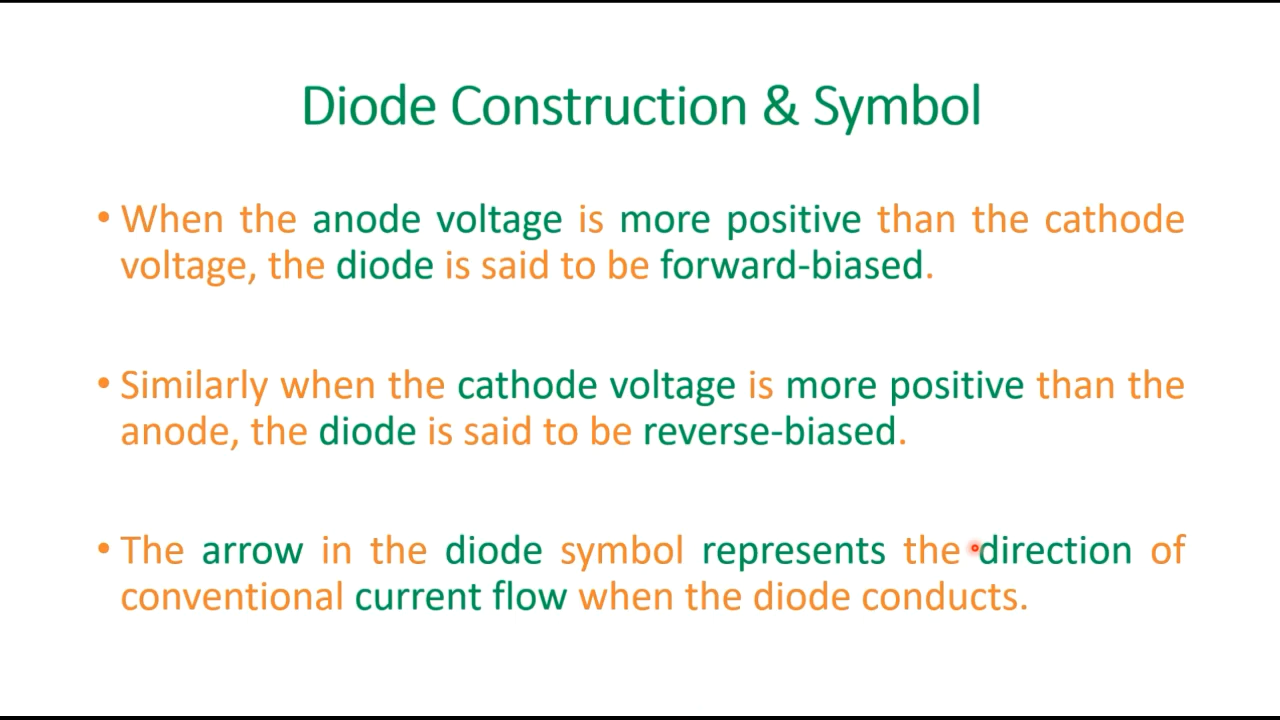 Diode Construction & Symbol
• When the anode voltage is more positive than the cathode
voltage, the diode is said to be forward-biased.
• Similarly when the cathode voltage is more positive than the
anode, the diode is said to be reverse-biased.
• The arrow in the diode symbol represents the direction of
conventional current flow when the diode conducts.